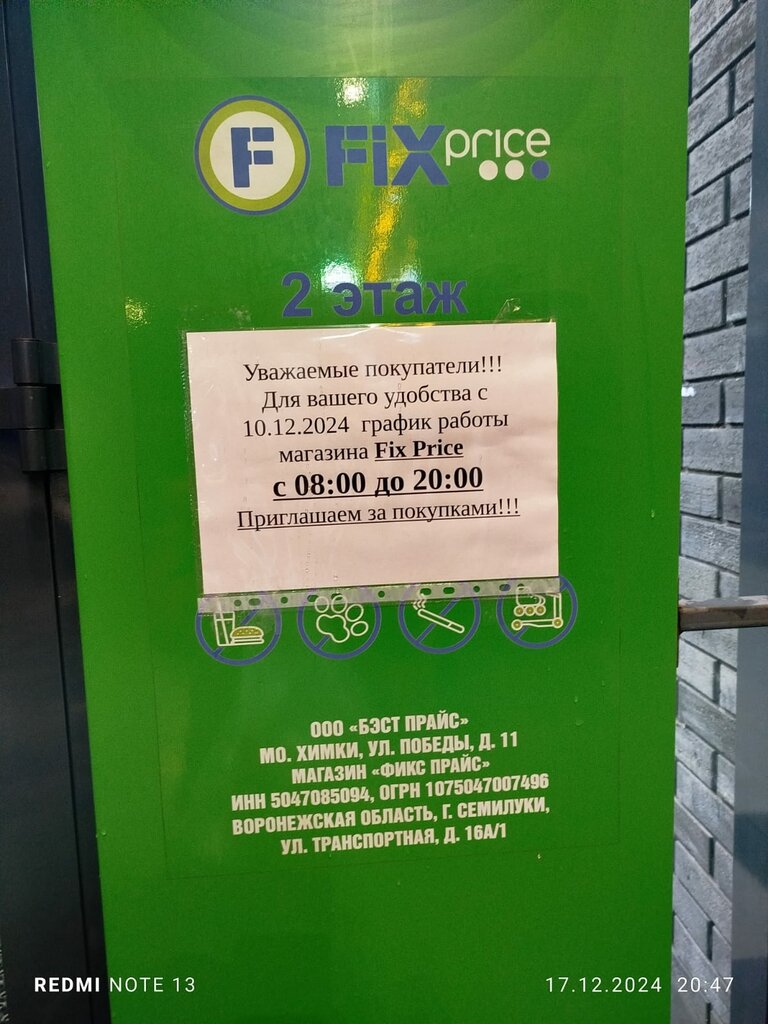 F FiX price
2 этаж
Уважаемые покупатели!!!
Для вашего удобства с
10.12.2024 график работы
магазина Fix Price
с 08:00 до 20:00
Приглашаем за покупками!!!
ООО «БЭСТ ПРАЙС»
МО. ХИМКИ, УЛ. ПОБЕДЫ, Д. 11
МАГАЗИН «ФИКС ПРАЙС»
ИНН 5047085094, ОГРН 1075047007496
ВОРОНЕЖСКАЯ ОБЛАСТЬ, Г. СЕМИЛУКИ,
УЛ. ТРАНСПОРТНАЯ, Д. 16А/1
REDMI NOTE 13 17.12.2024 20:47